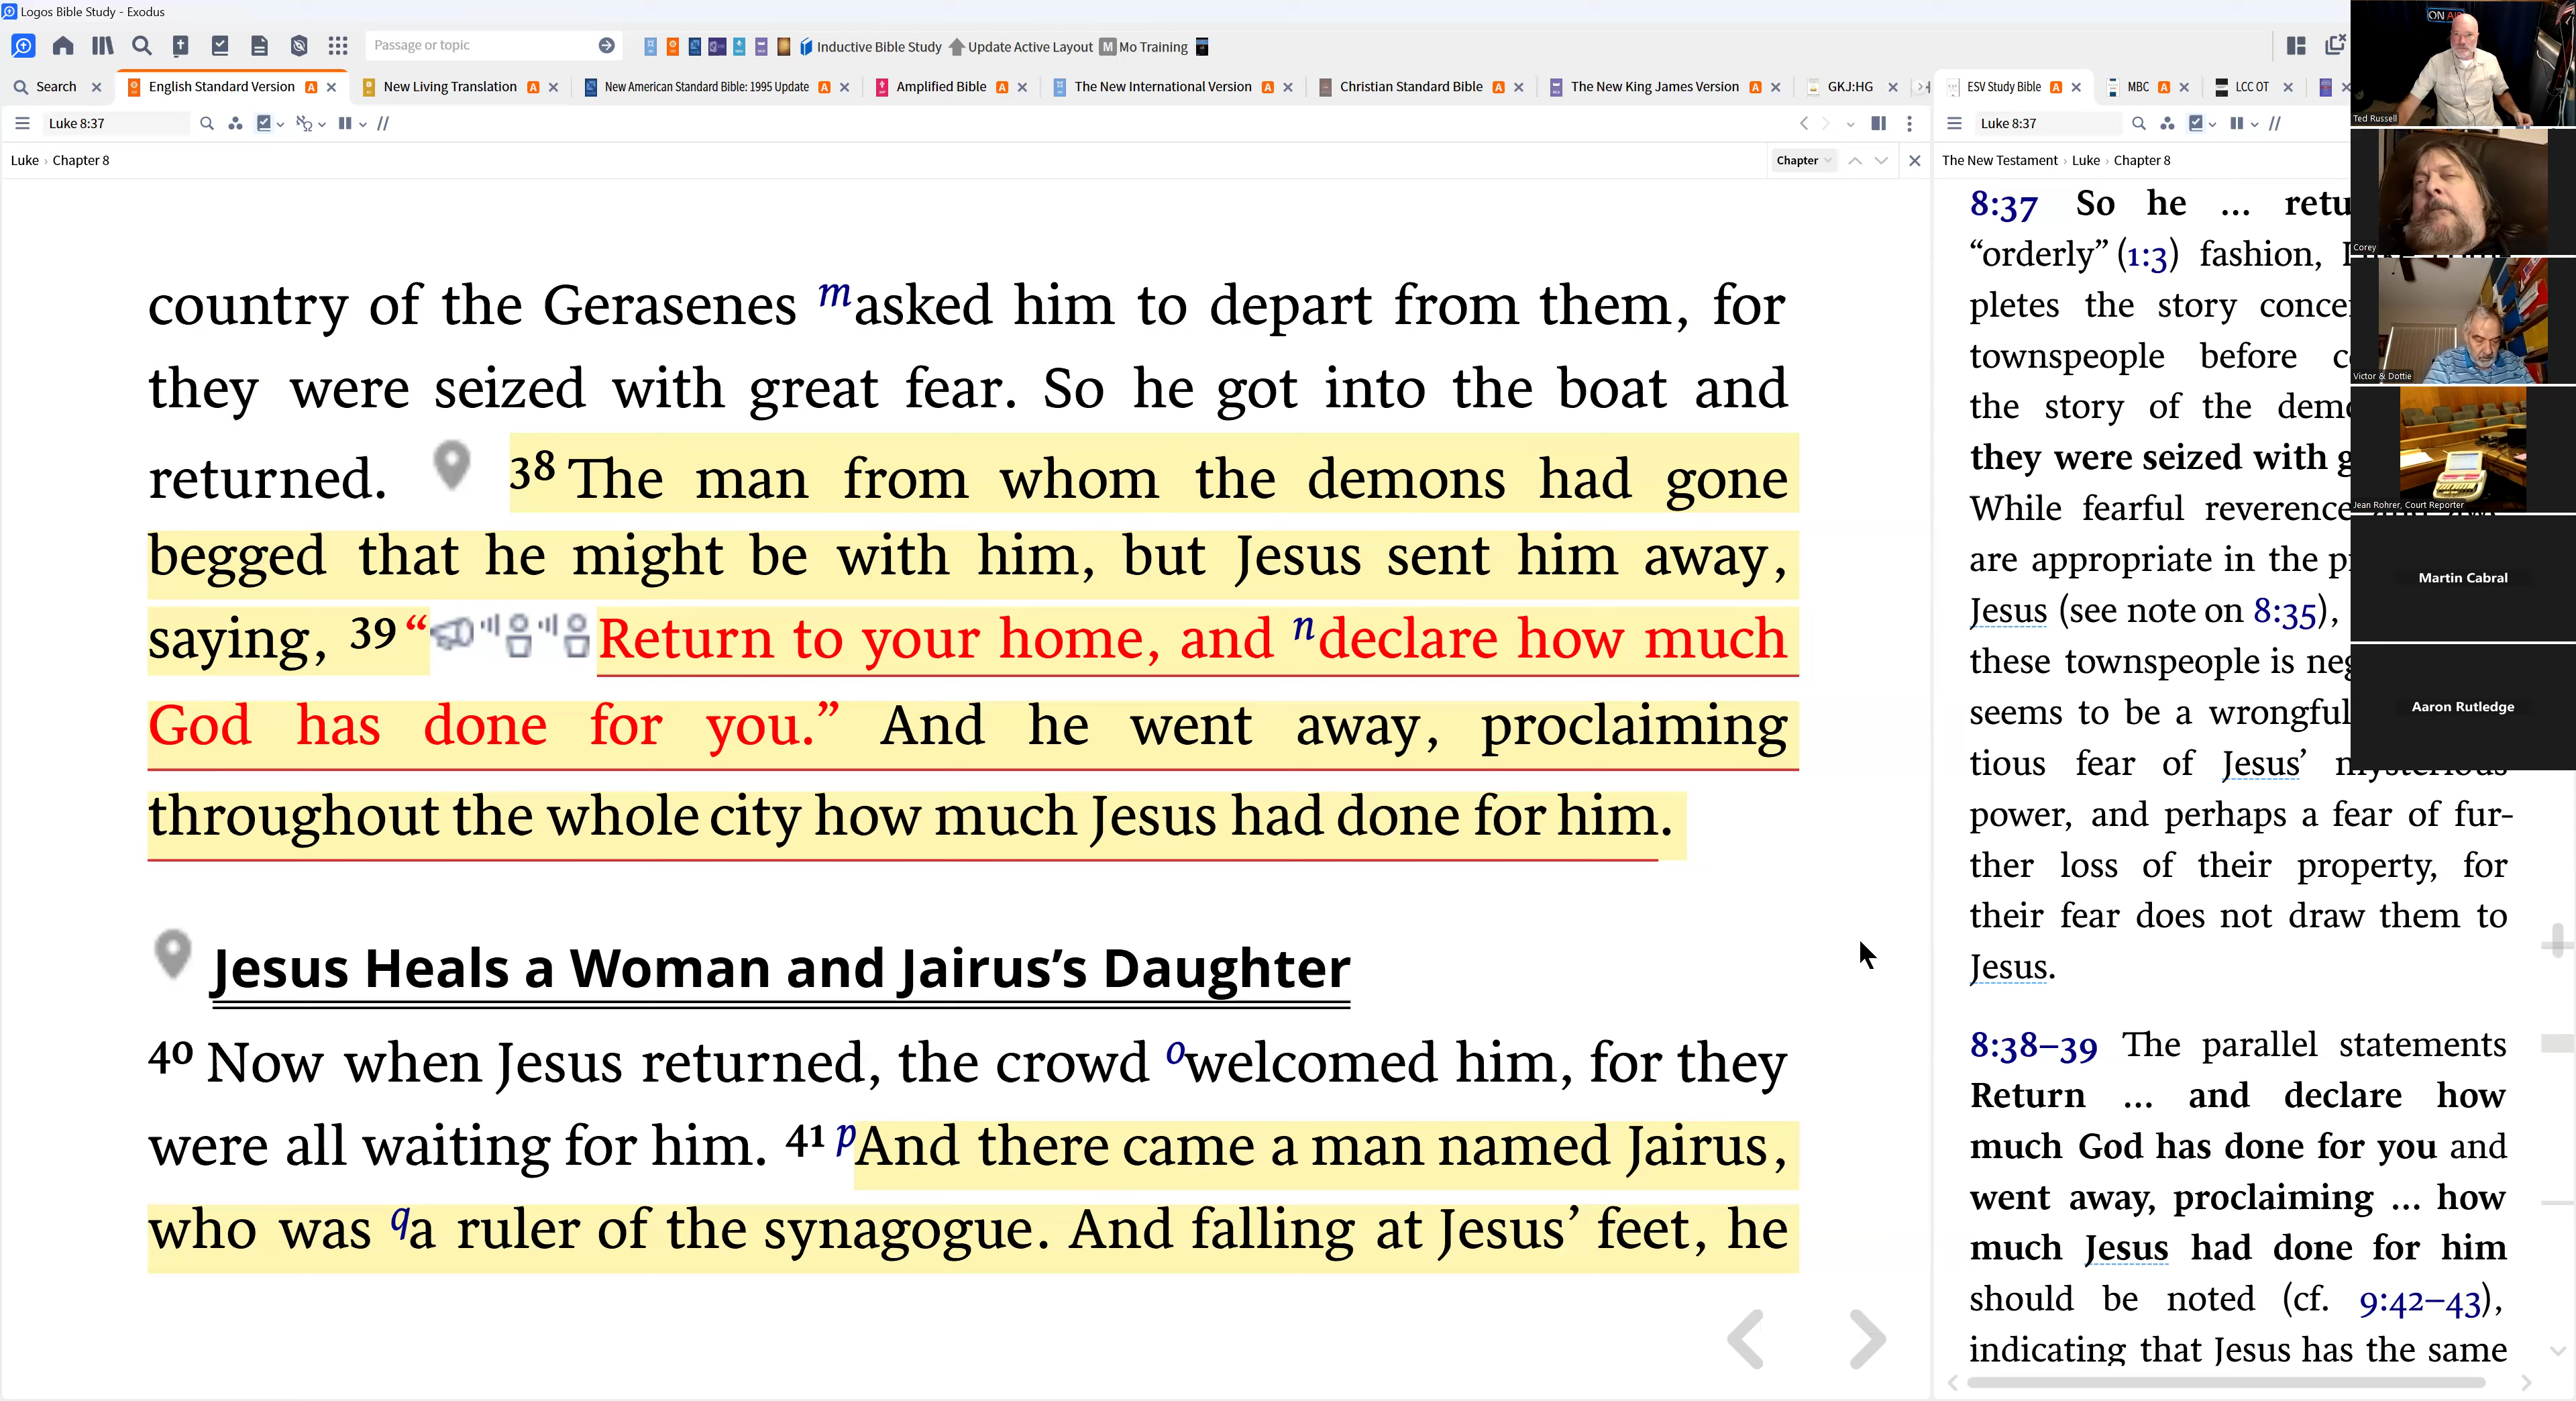 Logos Bible Study - Exodus
Passage or topic
Inductive Bible Study
Update Active Layout
M Mo Training
Search
English Standard Version A
New Living Translation A
New American Standard Bible: 1995 Update A
Amplified Bible A
The New International Version A
Christian Standard Bible A
The New King James Version A
GKJ:HG
ESV Study Bible A
MBC A
LCC OT
Luke 8:37
Luke › Chapter 8
Chapter
country of the Gerasenes m asked him to depart from them, for
they were seized with great fear. So he got into the boat and
returned. 38 The man from whom the demons had gone
begged that he might be with him, but Jesus sent him away,
saying, 39 “Return to your home, and n declare how much
God has done for you.” And he went away, proclaiming
throughout the whole city how much Jesus had done for him.
Jesus Heals a Woman and Jairus’s Daughter
40 Now when Jesus returned, the crowd o welcomed him, for they
were all waiting for him. 41 p And there came a man named Jairus,
who was q a ruler of the synagogue. And falling at Jesus’ feet, he
Luke 8:37
The New Testament › Luke › Chapter 8
8:37 So he ... retu
“orderly” (1:3) fashion,
pletes the story
townspeople before
the story of the
they were seized with
While fearful reverence
are appropriate in the
Jesus (see note on 8:35),
these townspeople is
seems to be a wrongful
tious fear of Jesus’ mysterious
power, and perhaps a fear of fur-
ther loss of their property, for
their fear does not draw them to
Jesus.
8:38–39 The parallel statements
Return ... and declare how
much God has done for you and
went away, proclaiming ... how
much Jesus had done for him
should be noted (cf. 9:42–43),
indicating that Jesus has the same
ON AIR
Ted Russell
Corey
Victor & Dottie
Jean Rohrer, Court Reporter
Martin Cabral
Aaron Rutledge